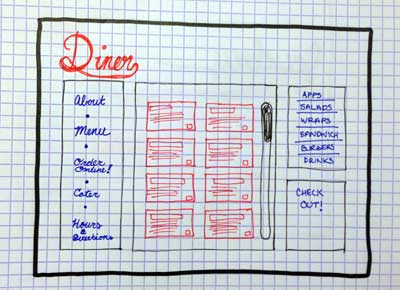 Diner
About
Menu
Order
Online!
Cater
Hours
&
Directions
APPS
SALADS
WRAPS
SANDWICH
BURGERS
DRINKS
CHECK
OUT!